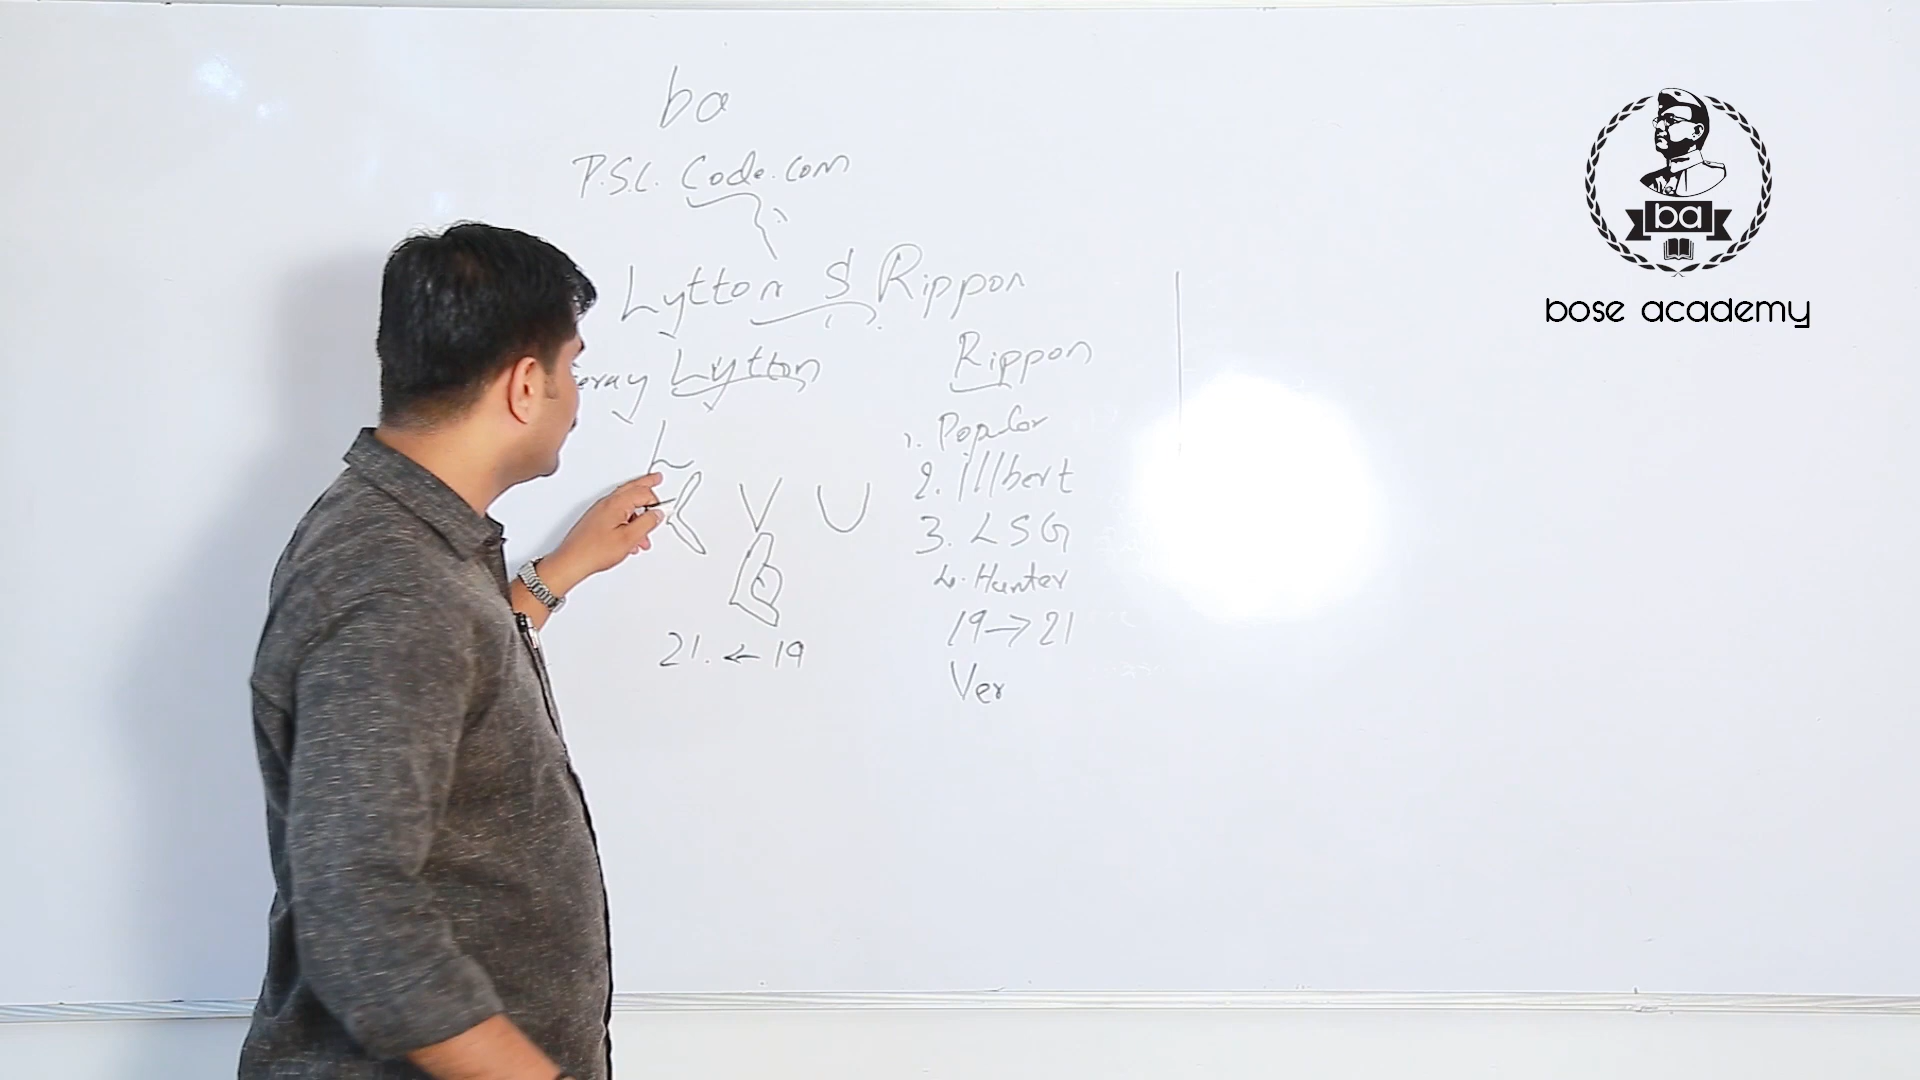 ba
P.S.C. Code.com
Lytton & Rippon
Lytton
Rippon
L
V U
21. ← 19
1. Popular
2. illbert
3. LSG
4. Hunter
19 → 21
Ver
ba
bose academy